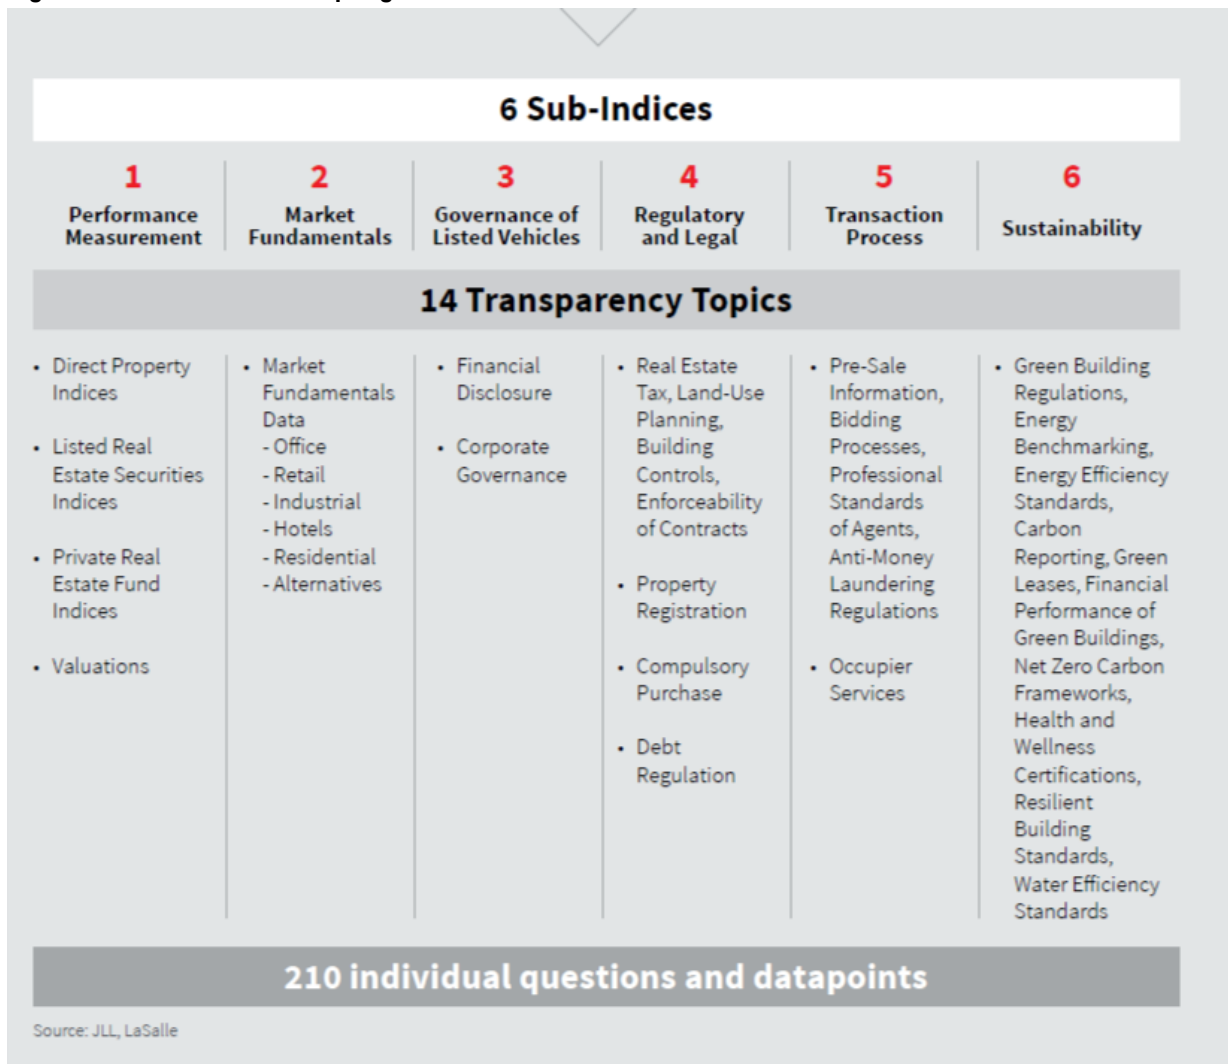 6 Sub-Indices
1
Performance
Measurement
2
Market
Fundamentals
3
Governance of
Listed Vehicles
4
Regulatory
and Legal
5
Transaction
Process
6
Sustainability
14 Transparency Topics
• Direct Property
Indices
• Listed Real
Estate Securities
Indices
• Private Real
Estate Fund
Indices
• Valuations
• Market
Fundamentals
Data
- Office
- Retail
- Industrial
- Hotels
- Residential
- Alternatives
• Financial
Disclosure
• Corporate
Governance
• Real Estate
Tax, Land-Use
Planning,
Building
Controls,
Enforceability
of Contracts
• Property
Registration
• Compulsory
Purchase
• Debt
Regulation
• Pre-Sale
Information,
Bidding
Processes,
Professional
Standards
of Agents,
Anti-Money
Laundering
Regulations
• Occupier
Services
• Green Building
Regulations,
Energy
Benchmarking,
Energy Efficiency
Standards,
Carbon
Reporting, Green
Leases, Financial
Performance of
Green Buildings,
Net Zero Carbon
Frameworks,
Health and
Wellness
Certifications,
Resilient
Building
Standards,
Water Efficiency
Standards
210 individual questions and datapoints
Source: JLL, LaSalle